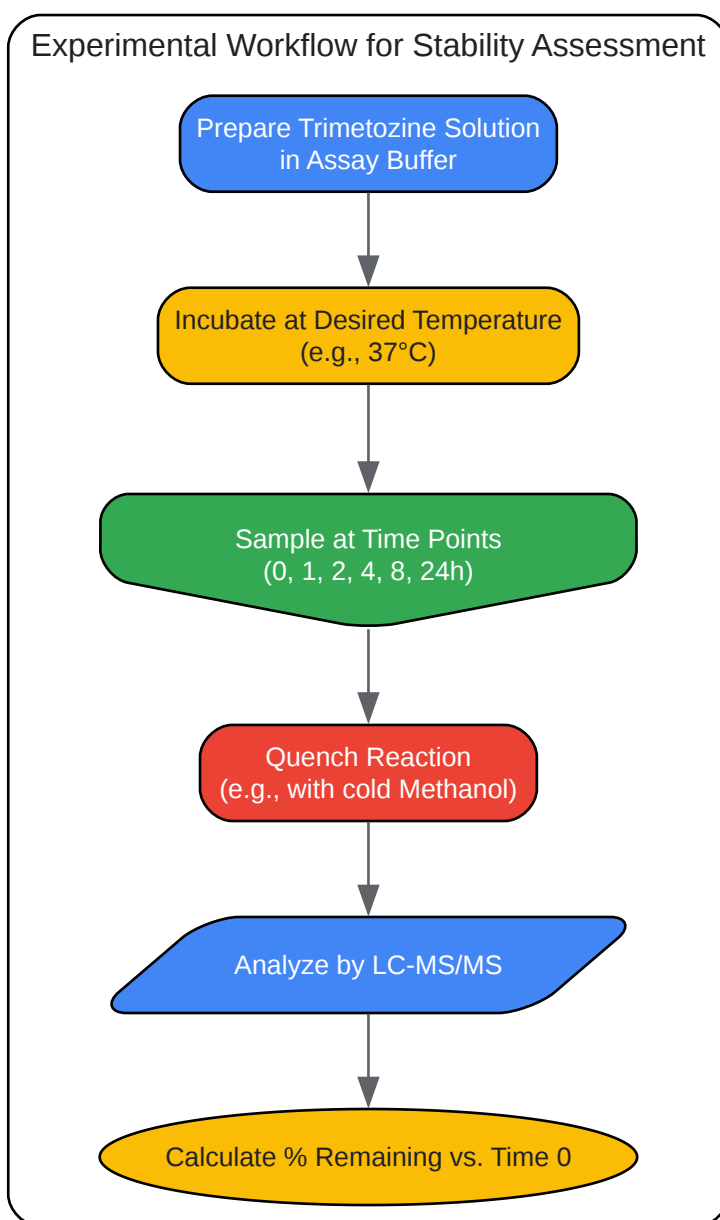 Experimental Workflow for Stability Assessment
Prepare Trimetozine Solution
in Assay Buffer
Incubate at Desired Temperature
(e.g., 37°C)
Sample at Time Points
(0, 1, 2, 4, 8, 24h)
Quench Reaction
(e.g., with cold Methanol)
Analyze by LC-MS/MS
Calculate % Remaining vs. Time 0